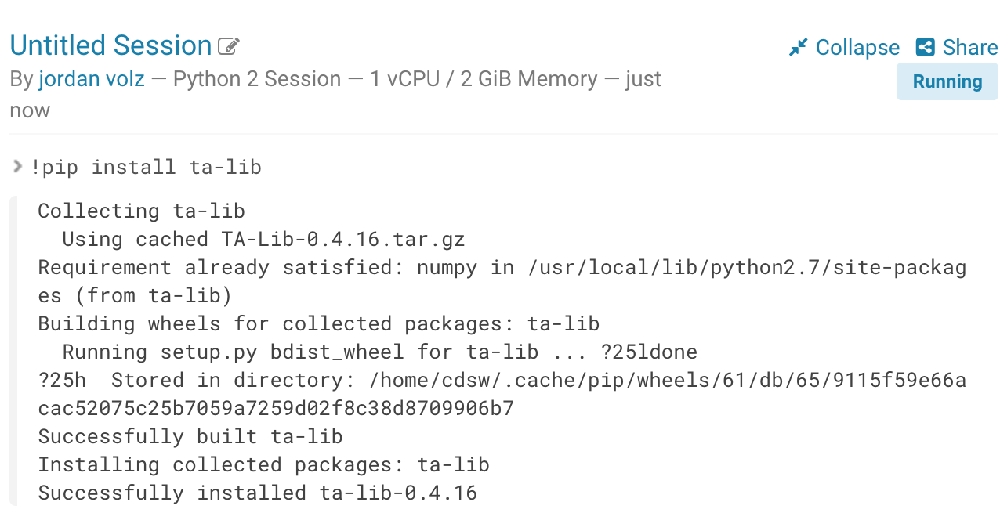 Untitled Session
Collapse Share
By jordan volz — Python 2 Session — 1 vCPU / 2 GiB Memory — just
now
Running
!pip install ta-lib
Collecting ta-lib
  Using cached TA-Lib-0.4.16.tar.gz
Requirement already satisfied: numpy in /usr/local/lib/python2.7/site-packag
es (from ta-lib)
Building wheels for collected packages: ta-lib
  Running setup.py bdist_wheel for ta-lib ... ?25ldone
?25h  Stored in directory: /home/cdsw/.cache/pip/wheels/61/db/65/9115f59e66a
cac52075c25b7059a7259d02f8c38d8709906b7
Successfully built ta-lib
Installing collected packages: ta-lib
Successfully installed ta-lib-0.4.16